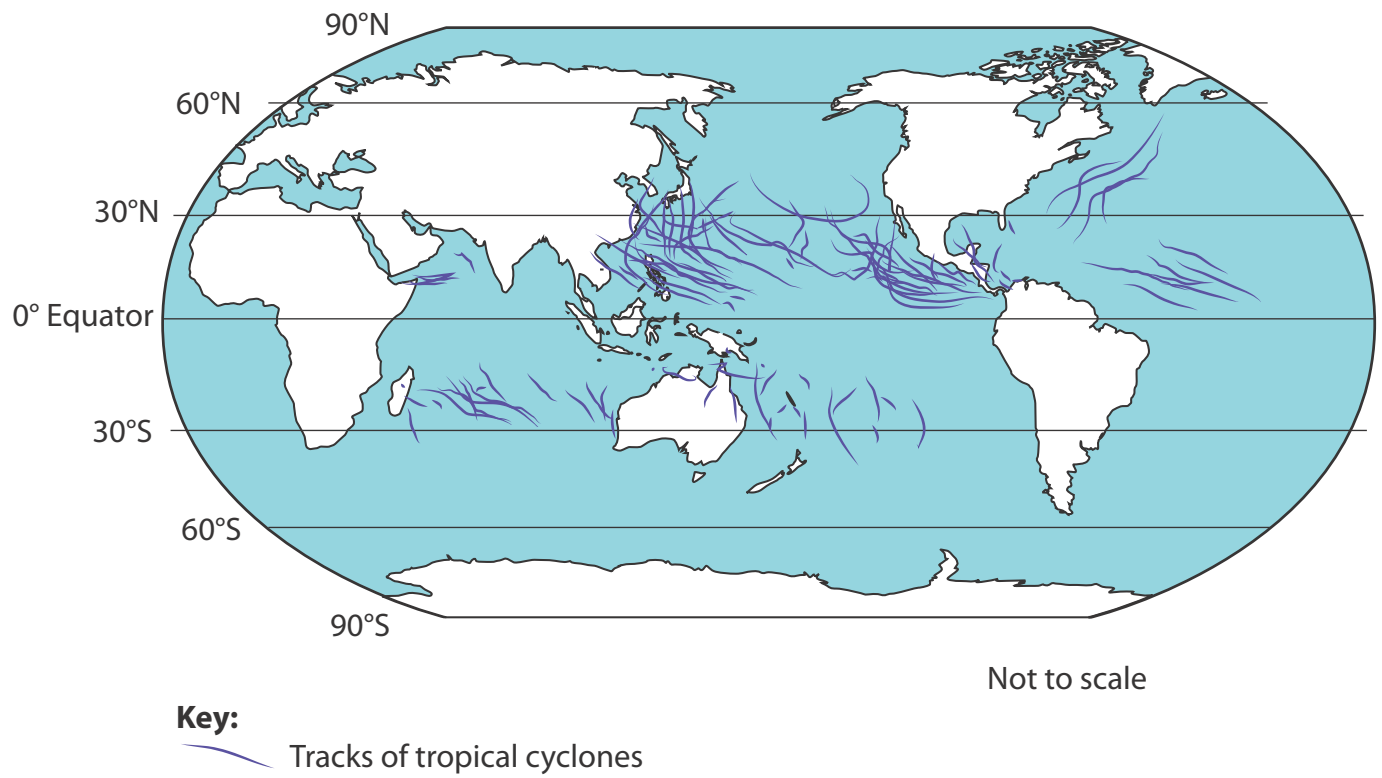 90°N
60°N
30°N
0° Equator
30°S
60°S
90°S
Not to scale
Key:
Tracks of tropical cyclones